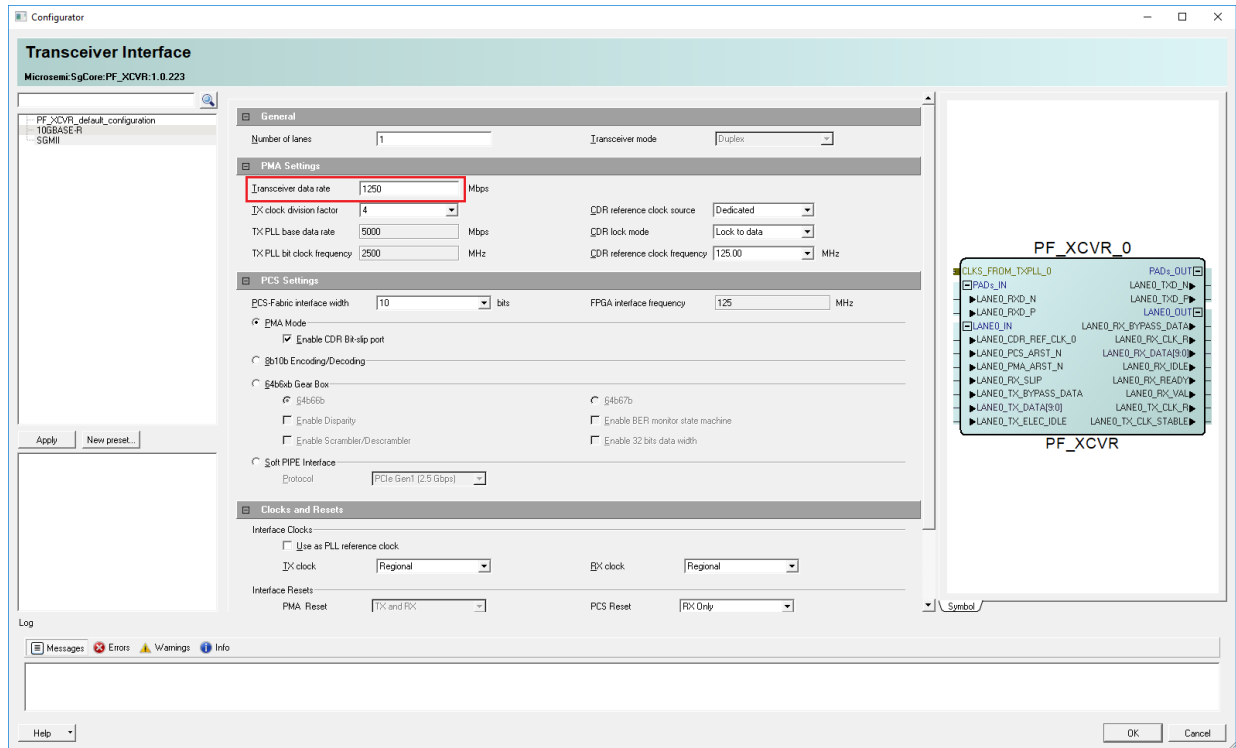 Configurator
Transceiver Interface
Microsemi:SgCore:PF_XCVR:1.0.223
PF_XCVR_default_configuration
10GBASE-R
SGMII
Apply
New preset...
General
Number of lanes 1 Transceiver mode Duplex
PMA Settings
Transceiver data rate 1250 Mbps
TX clock division factor 4 CDR reference clock source Dedicated
TX PLL base data rate 5000 Mbps CDR lock mode Lock to data
TX PLL bit clock frequency 2500 MHz CDR reference clock frequency 125.00 MHz
PCS Settings
PCS-Fabric interface width 10 bits FPGA interface frequency 125 MHz
PMA Mode
Enable CDR Bit-slip port
8b10b Encoding/Decoding
64b6xb Gear Box
64b66b 64b67b
Enable Disparity Enable BER monitor state machine
Enable Scrambler/Descrambler Enable 32 bits data width
Soft PIPE Interface
Protocol PCIe Gen1 (2.5 Gbps)
Clocks and Resets
Interface Clocks
Use as PLL reference clock
TX clock Regional RX clock Regional
Interface Resets
PMA Reset TX and RX PCS Reset RX Only
PF_XCVR_0
CLKS_FROM_TXPLL_0 PADs_OUT
PADs_IN LANE0_TXD_N
LANE0_RXD_N LANE0_TXD_P
LANE0_RXD_P LANE0_OUT
LANE0_IN LANE0_RX_BYPASS_DATA
LANE0_CDR_REF_CLK_0 LANE0_RX_CLK_R
LANE0_PCS_ARST_N LANE0_RX_DATA[9:0]
LANE0_PMA_ARST_N LANE0_RX_IDLE
LANE0_RX_SLIP LANE0_RX_READY
LANE0_TX_BYPASS_DATA LANE0_RX_VAL
LANE0_TX_DATA[9:0] LANE0_TX_CLK_R
LANE0_TX_ELEC_IDLE LANE0_TX_CLK_STABLE
PF_XCVR
Symbol
Log
Messages Errors Warnings Info
Help OK Cancel